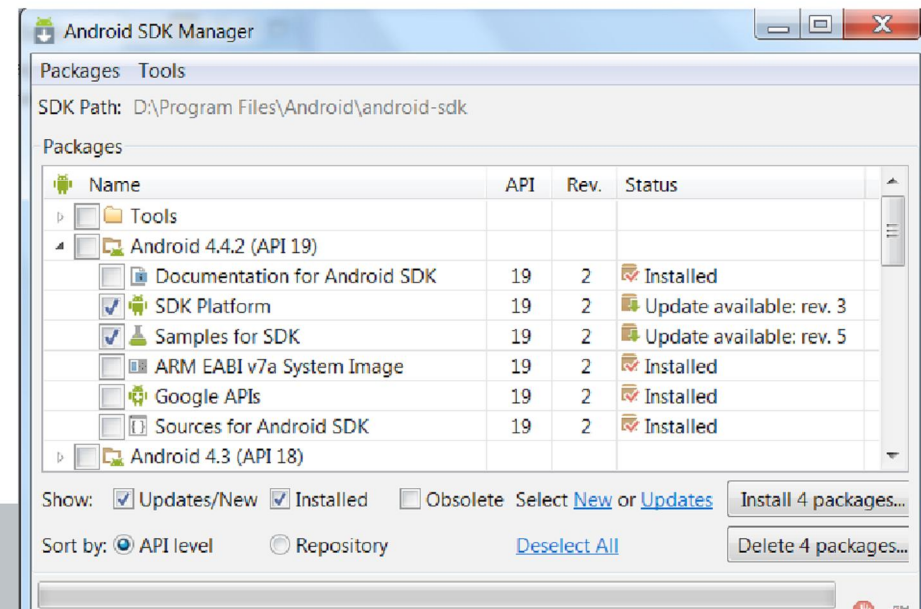 Android SDK Manager
Packages Tools
SDK Path: D:\Program Files\Android\android-sdk
Packages
Name API Rev. Status
Tools
Android 4.4.2 (API 19)
Documentation for Android SDK 19 2 Installed
SDK Platform 19 2 Update available: rev. 3
Samples for SDK 19 2 Update available: rev. 5
ARM EABI v7a System Image 19 2 Installed
Google APIs 19 2 Installed
Sources for Android SDK 19 2 Installed
Android 4.3 (API 18)
Show: Updates/New Installed Obsolete Select New or Updates Install 4 packages...
Sort by: API level Repository Deselect All Delete 4 packages...